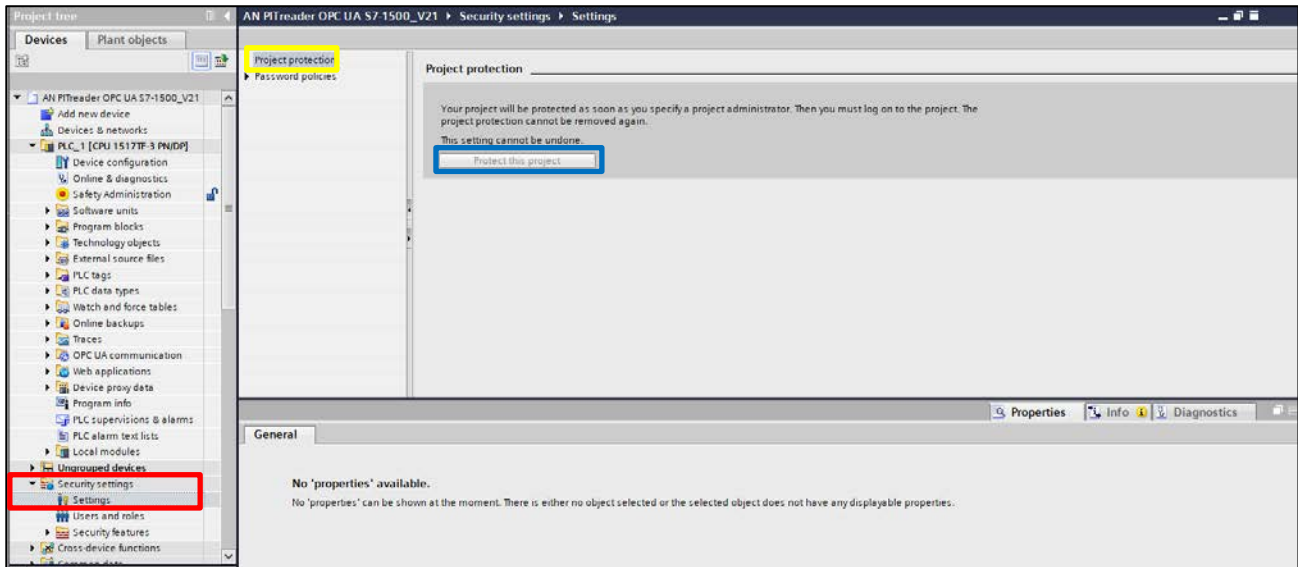 Project tree
AN PITreader OPC UA S7-1500_V21 ▸ Security settings ▸ Settings
Devices
Plant objects
AN PITreader OPC UA S7-1500_V21
Add new device
Devices & networks
PLC_1 [CPU 1517TF-3 PN/DP]
Device configuration
Online & diagnostics
Safety Administration
Software units
Program blocks
Technology objects
External source files
PLC tags
PLC data types
Watch and force tables
Online backups
Traces
OPC UA communication
Web applications
Device proxy data
Program info
PLC supervisions & alarms
PLC alarm text lists
Local modules
Ungrouped devices
Security settings
Settings
Users and roles
Security features
Cross-device functions
Common data
Project protection
Password policies
Project protection
Your project will be protected as soon as you specify a project administrator. Then you must log on to the project. The
project protection cannot be removed again.
This setting cannot be undone.
Protect this project
Properties
Info
Diagnostics
General
No 'properties' available.
No 'properties' can be shown at the moment. There is either no object selected or the selected object does not have any displayable properties.